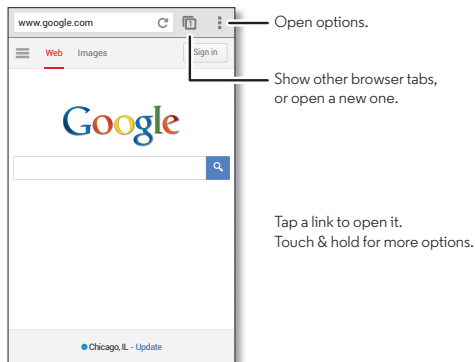 www.google.com
1
Open options.
Web Images Sign in
Show other browser tabs,
or open a new one.
Google
Tap a link to open it.
Touch & hold for more options.
Chicago, IL - Update